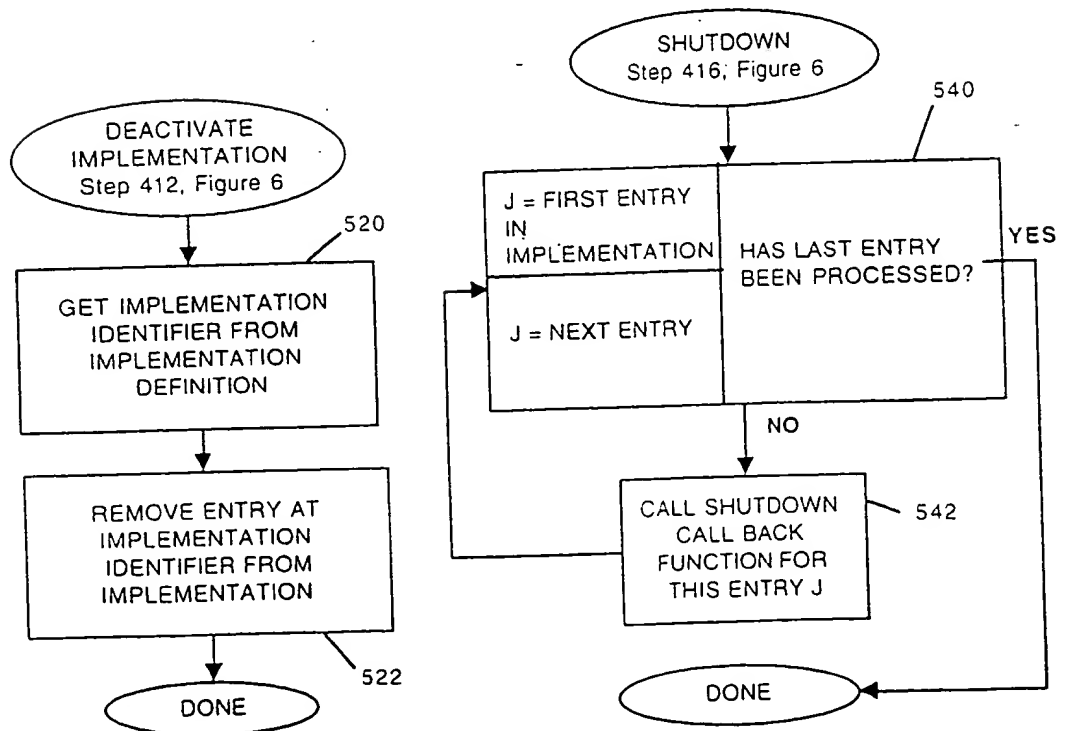 DEACTIVATE
IMPLEMENTATION
Step 412, Figure 6
520
GET IMPLEMENTATION
IDENTIFIER FROM
IMPLEMENTATION
DEFINITION
REMOVE ENTRY AT
IMPLEMENTATION
IDENTIFIER FROM
IMPLEMENTATION
522
DONE
SHUTDOWN
Step 416, Figure 6
540
J = FIRST ENTRY
IN
IMPLEMENTATION
J = NEXT ENTRY
HAS LAST ENTRY
BEEN PROCESSED?
YES
NO
CALL SHUTDOWN
CALL BACK
FUNCTION FOR
THIS ENTRY J
542
DONE